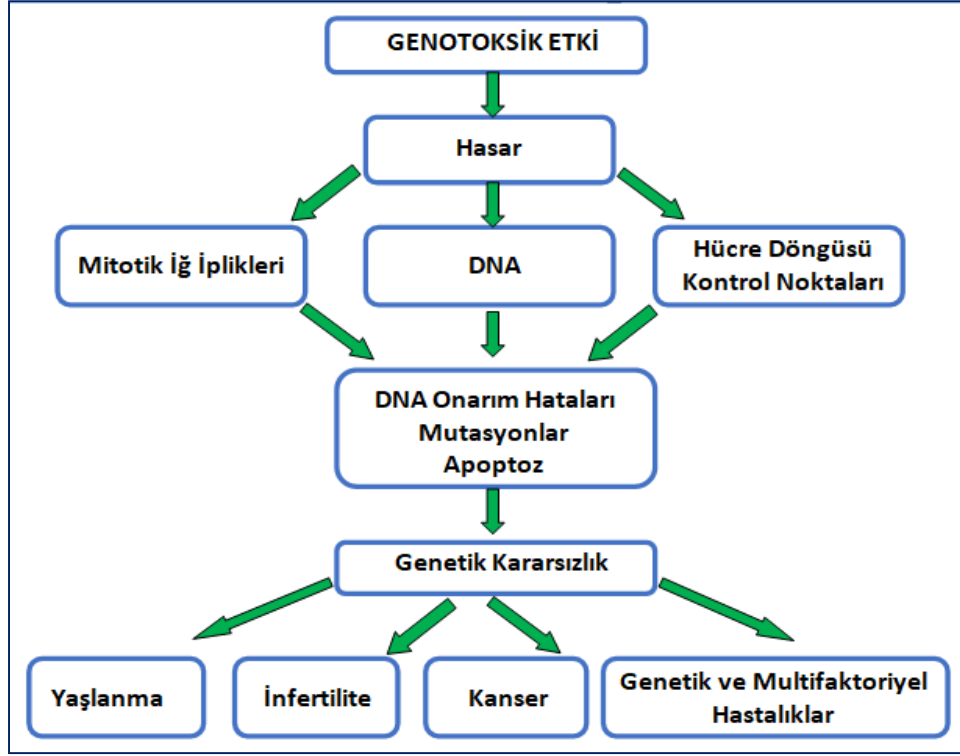 GENOTOKSİK ETKİ
Hasar
Mitotik İğ İplikleri
DNA
Hücre Döngüsü
Kontrol Noktaları
DNA Onarım Hataları
Mutasyonlar
Apoptoz
Genetik Kararsızlık
Yaşlanma
İnfertilite
Kanser
Genetik ve Multifaktoriyel
Hastalıklar